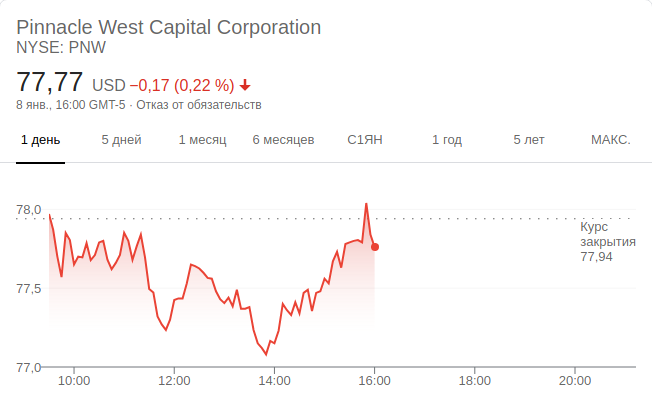 Pinnacle West Capital Corporation
NYSE: PNW
77,77 USD −0,17 (0,22 %)
8 янв., 16:00 GMT-5 · Отказ от обязательств
1 день 5 дней 1 месяц 6 месяцев С1ЯН 1 год 5 лет МАКС.
78,0
Курс
закрытия
77,94
77,5
77,0
10:00 12:00 14:00 16:00 18:00 20:00